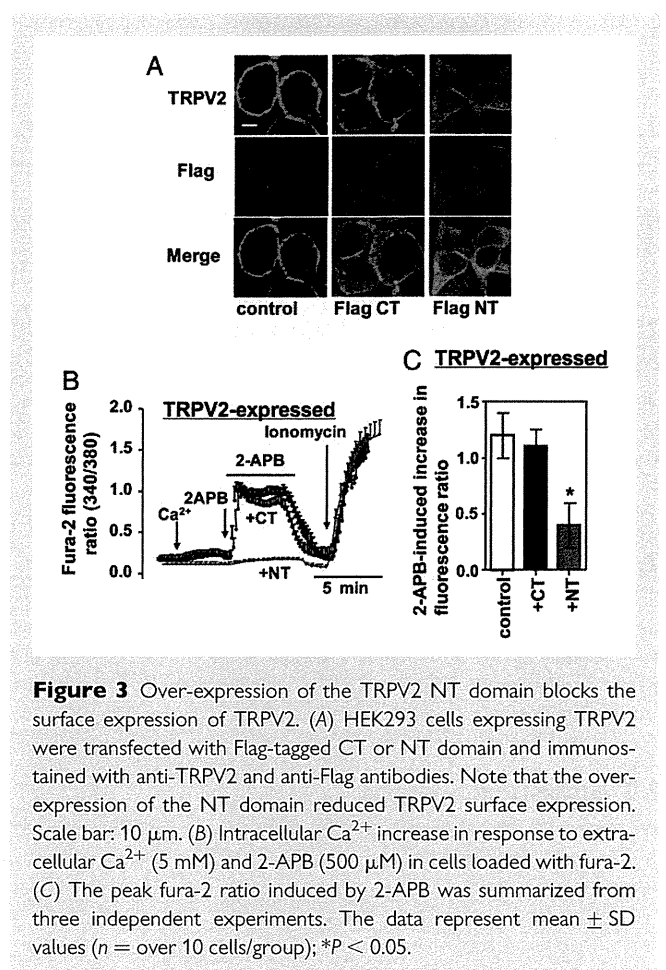 A
TRPV2
Flag
Merge
control Flag CT Flag NT
B
TRPV2-expressed
Fura-2 fluorescence
ratio (340/380)
2.0
1.5
1.0
0.5
0.0
Ca2+
2APB
2-APB
Ionomycin
+CT
+NT
5 min
C TRPV2-expressed
2-APB-induced increase in
fluorescence ratio
1.5
1.0
0.5
0.0
*
control
+CT
+NT
Figure 3 Over-expression of the TRPV2 NT domain blocks the
surface expression of TRPV2. (A) HEK293 cells expressing TRPV2
were transfected with Flag-tagged CT or NT domain and immunos-
tained with anti-TRPV2 and anti-Flag antibodies. Note that the over-
expression of the NT domain reduced TRPV2 surface expression.
Scale bar: 10 μm. (B) Intracellular Ca2+ increase in response to extra-
cellular Ca2+ (5 mM) and 2-APB (500 μM) in cells loaded with fura-2.
(C) The peak fura-2 ratio induced by 2-APB was summarized from
three independent experiments. The data represent mean ± SD
values (n = over 10 cells/group); *P < 0.05.